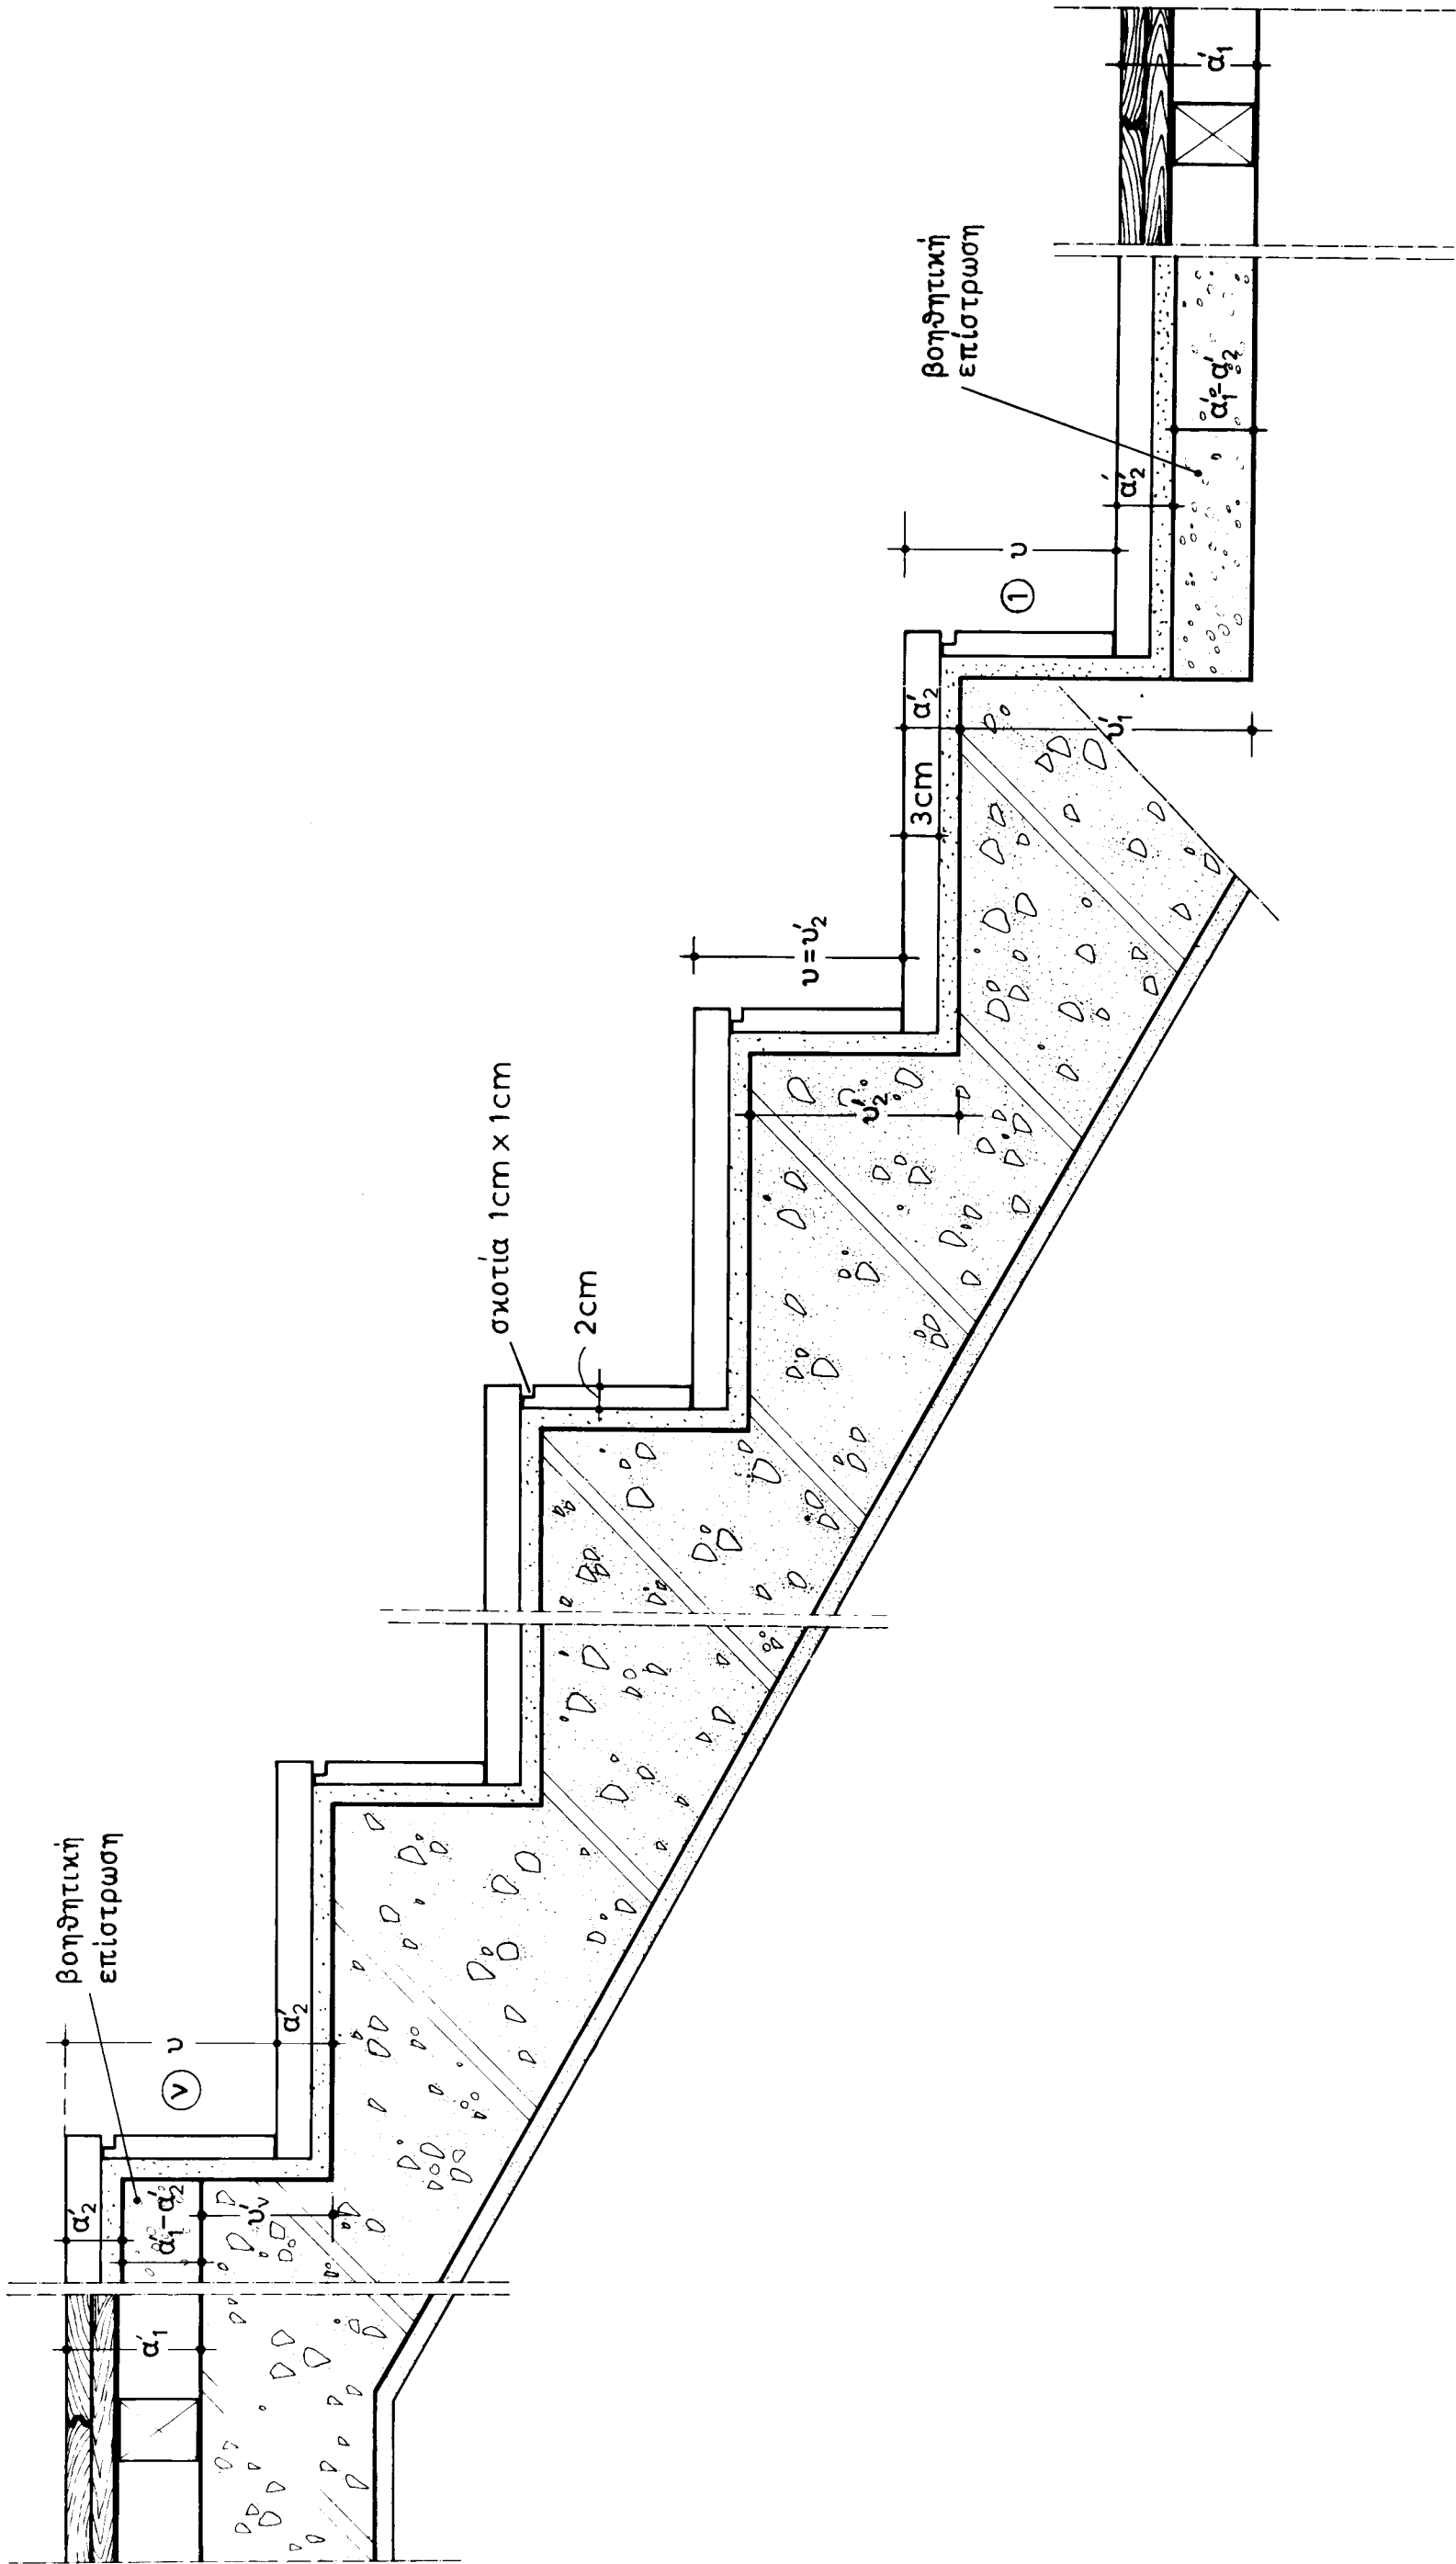 βοηθητική
επίστρωση
ν
υ
α'₂
α'₂
α'₁-α'₂
υ'ᵥ
α'₁
σκοτία 1cm x 1cm
2cm
υ=υ'₂
υ'₂
3cm
α'₂
υ'₁
1
υ
α'₂
βοηθητική
επίστρωση
α'₁-α'₂
α'₁